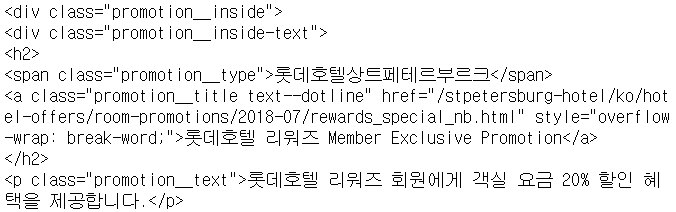 <div class="promotion__inside">
<div class="promotion__inside-text">
<h2>
<span class="promotion__type">롯데호텔상트페테르부르크</span>
<a class="promotion__title text--dotline" href="/stpetersburg-hotel/ko/hot
el-offers/room-promotions/2018-07/rewards_special_nb.html" style="overflow
-wrap: break-word;">롯데호텔 리워즈 Member Exclusive Promotion</a>
</h2>
<p class="promotion__text">롯데호텔 리워즈 회원에게 객실 요금 20% 할인 혜
택을 제공합니다.</p>